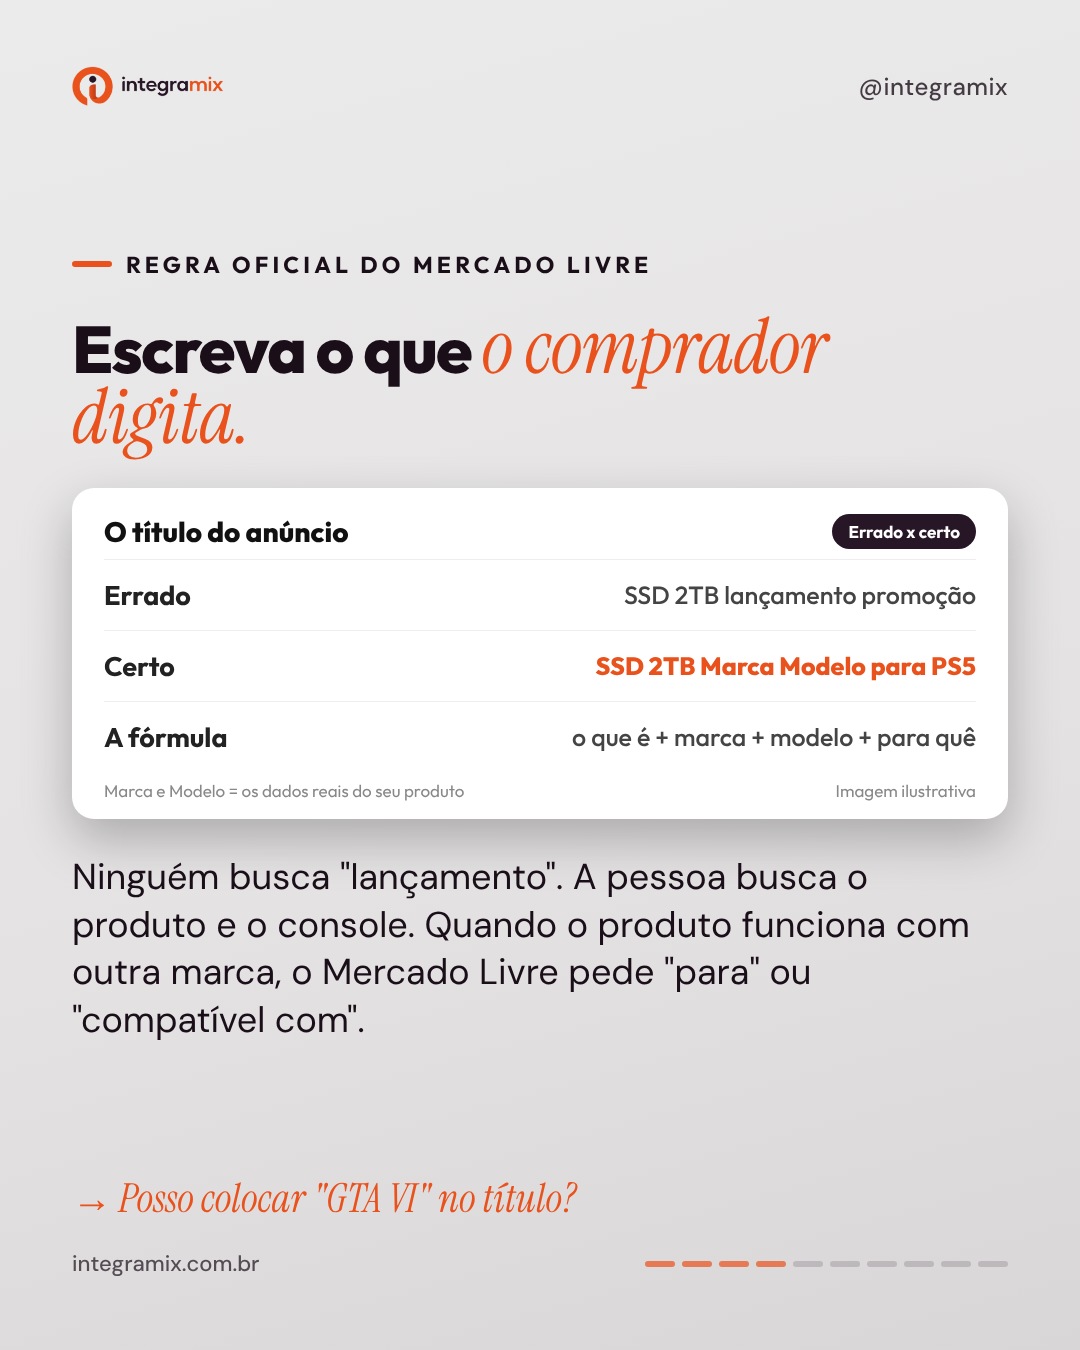 integramix
@integramix
REGRA OFICIAL DO MERCADO LIVRE
Escreva o que o comprador
digita.
O título do anúncio
Errado x certo
Errado
SSD 2TB lançamento promoção
Certo
SSD 2TB Marca Modelo para PS5
A fórmula
o que é + marca + modelo + para quê
Marca e Modelo = os dados reais do seu produto
Imagem ilustrativa
Ninguém busca "lançamento". A pessoa busca o
produto e o console. Quando o produto funciona com
outra marca, o Mercado Livre pede "para" ou
"compatível com".
→ Posso colocar "GTA VI" no título?
integramix.com.br